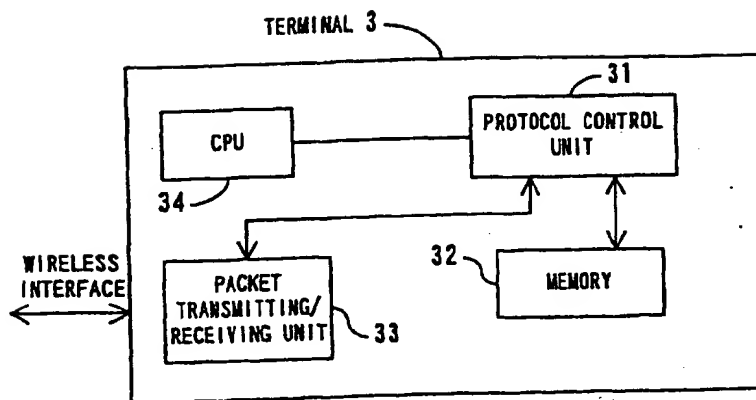 TERMINAL 3
31
CPU
PROTOCOL CONTROL
UNIT
34
WIRELESS
INTERFACE
PACKET
TRANSMITTING/
RECEIVING UNIT
33
32
MEMORY